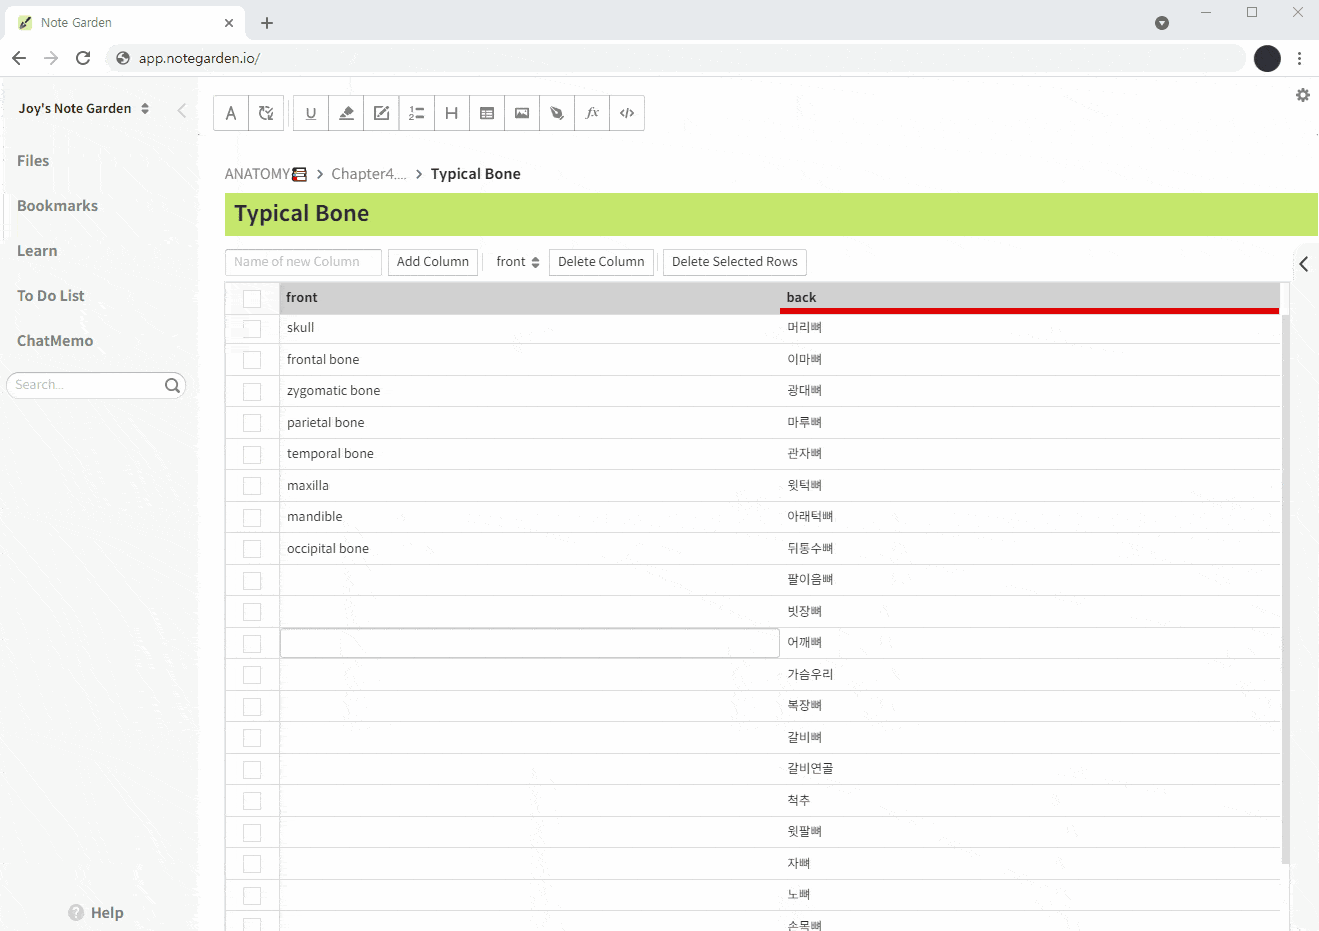 Note Garden
app.notegarden.io/
Joy's Note Garden
Files
Bookmarks
Learn
To Do List
ChatMemo
Search...
Help
A
U
H
fx
</>
ANATOMY > Chapter4.... > Typical Bone
Typical Bone
Name of new Column Add Column front Delete Column Delete Selected Rows
front back
skull 머리뼈
frontal bone 이마뼈
zygomatic bone 광대뼈
parietal bone 마루뼈
temporal bone 관자뼈
maxilla 윗턱뼈
mandible 아래턱뼈
occipital bone 뒤통수뼈
팔이음뼈
빗장뼈
어깨뼈
가슴우리
복장뼈
갈비뼈
갈비연골
척추
윗팔뼈
자뼈
노뼈
손목뼈